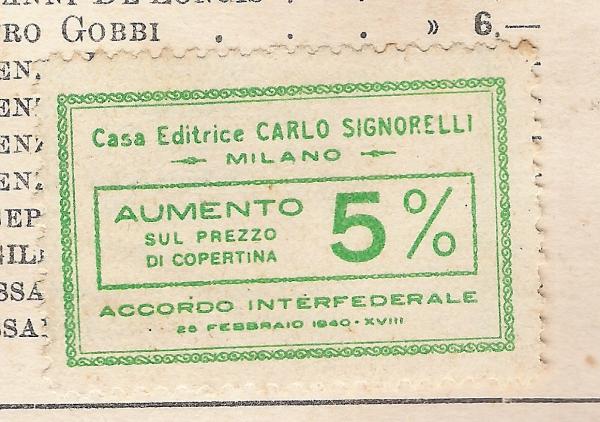 URO GOBBI . . . . » 6.—
Casa Editrice CARLO SIGNORELLI
MILANO
AUMENTO
SUL PREZZO
DI COPERTINA
5%
ACCORDO INTERFEDERALE
28 FEBBRAIO 1940-XVIII